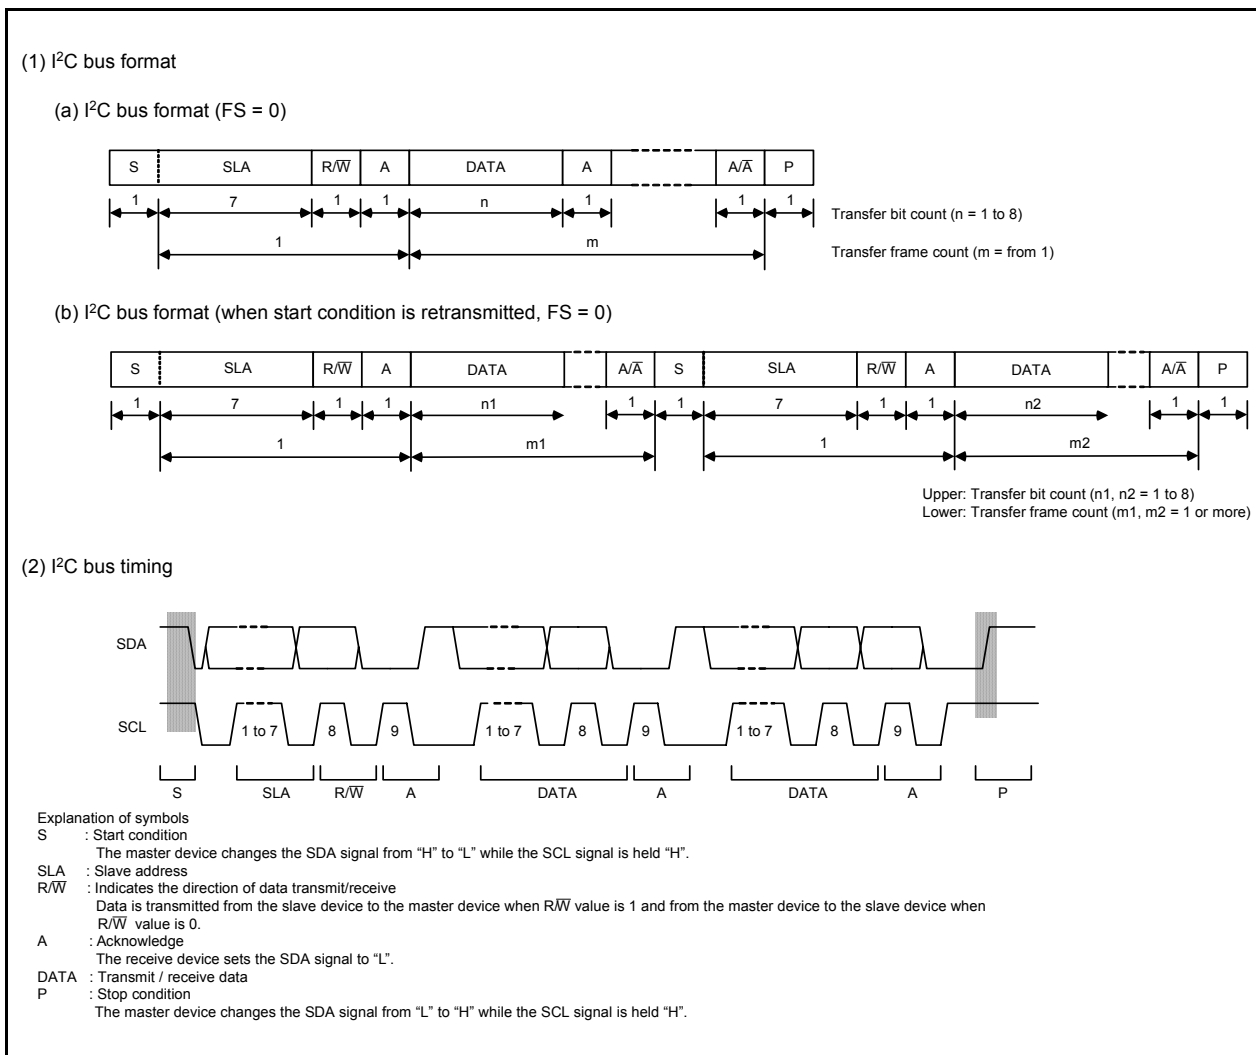 (1) I²C bus format
(a) I²C bus format (FS = 0)
S SLA R/W̅ A DATA A A/A̅ P
1 7 1 1 n 1 1 1
Transfer bit count (n = 1 to 8)
1 m
Transfer frame count (m = from 1)
(b) I²C bus format (when start condition is retransmitted, FS = 0)
S SLA R/W̅ A DATA A/A̅ S SLA R/W̅ A DATA A/A̅ P
1 7 1 1 n1 1 1 7 1 1 n2 1 1
1 m1 1 m2
Upper: Transfer bit count (n1, n2 = 1 to 8)
Lower: Transfer frame count (m1, m2 = 1 or more)
(2) I²C bus timing
SDA
SCL 1 to 7 8 9 1 to 7 8 9 1 to 7 8 9
S SLA R/W̅ A DATA A DATA A P
Explanation of symbols
S : Start condition
The master device changes the SDA signal from “H” to “L” while the SCL signal is held “H”.
SLA : Slave address
R/W̅ : Indicates the direction of data transmit/receive
Data is transmitted from the slave device to the master device when R/W̅ value is 1 and from the master device to the slave device when
R/W̅ value is 0.
A : Acknowledge
The receive device sets the SDA signal to “L”.
DATA : Transmit / receive data
P : Stop condition
The master device changes the SDA signal from “L” to “H” while the SCL signal is held “H”.